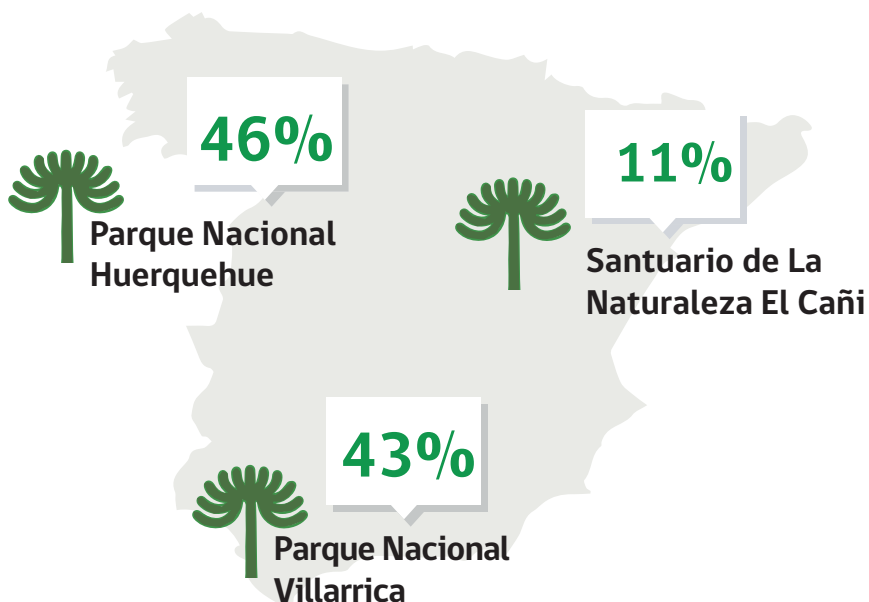 46%
Parque Nacional
Huerquehue
11%
Santuario de La
Naturaleza El Cañi
43%
Parque Nacional
Villarrica